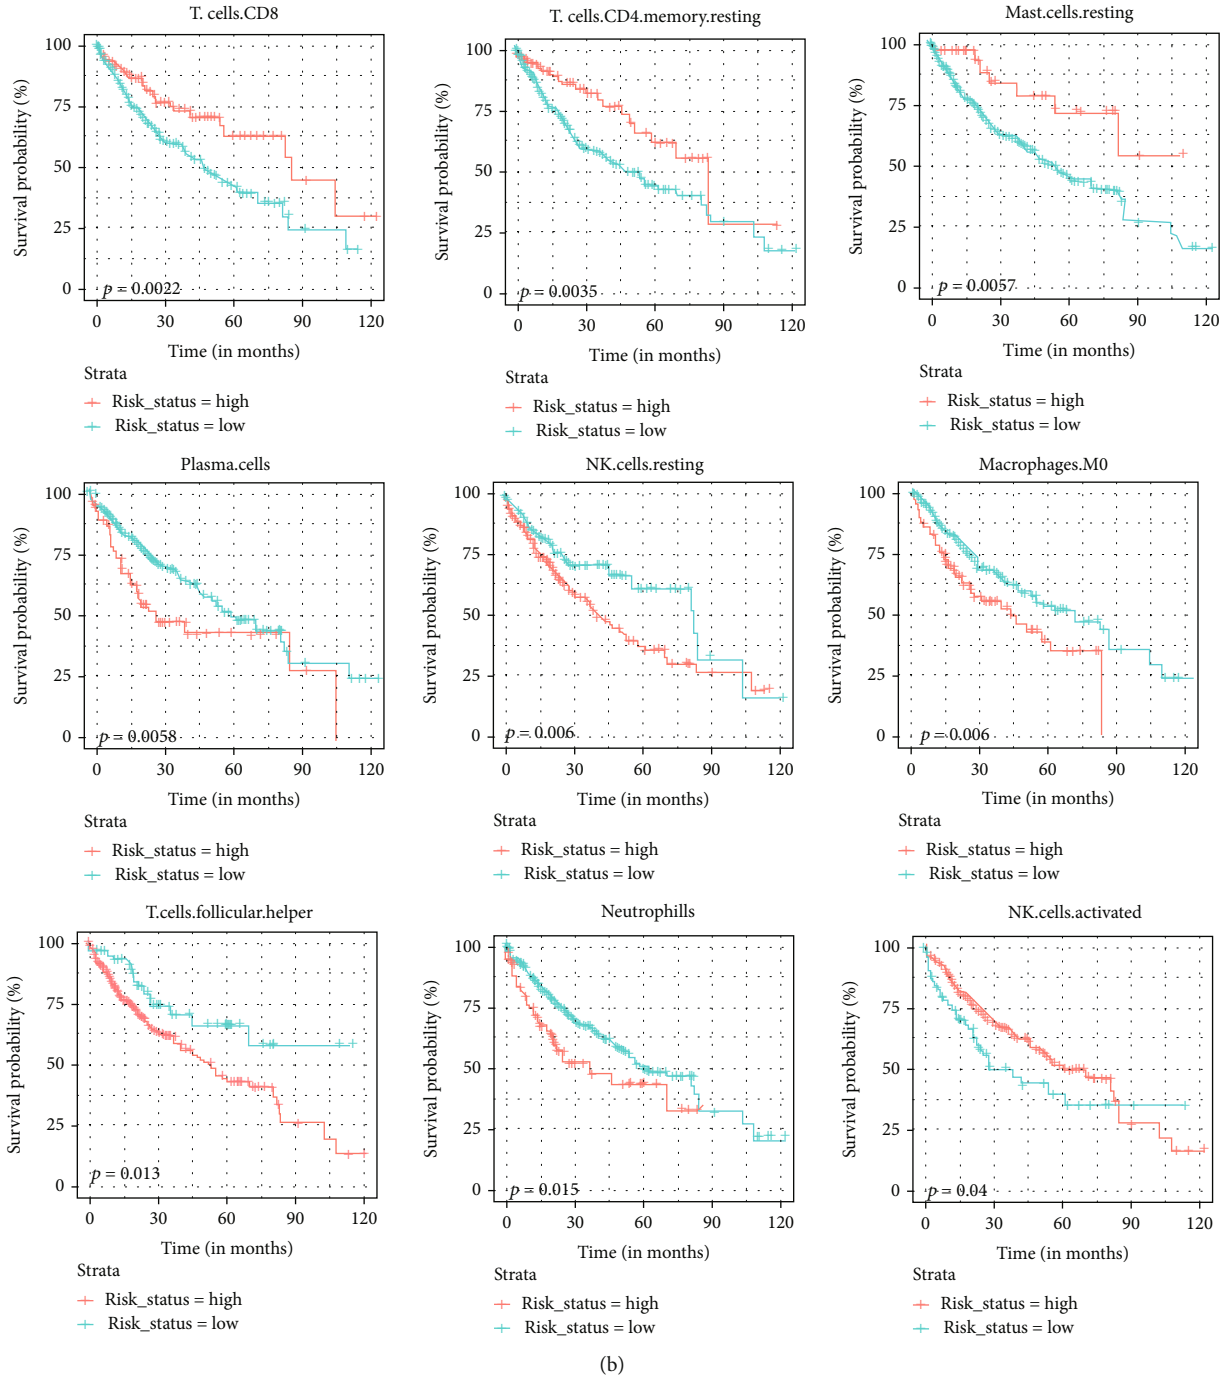 T. cells.CD8
Survival probability (%)
100
75
50
25
0
p = 0.0022
0 30 60 90 120
Time (in months)
Strata
Risk_status = high
Risk_status = low
T. cells.CD4.memory.resting
Survival probability (%)
100
75
50
25
0
p = 0.0035
0 30 60 90 120
Time (in months)
Strata
Risk_status = high
Risk_status = low
Mast.cells.resting
Survival probability (%)
100
75
50
25
0
p = 0.0057
0 30 60 90 120
Time (in months)
Strata
Risk_status = high
Risk_status = low
Plasma.cells
Survival probability (%)
100
75
50
25
0
p = 0.0058
0 30 60 90 120
Time (in months)
Strata
Risk_status = high
Risk_status = low
NK.cells.resting
Survival probability (%)
100
75
50
25
0
p = 0.006
0 30 60 90 120
Time (in months)
Strata
Risk_status = high
Risk_status = low
Macrophages.M0
Survival probability (%)
100
75
50
25
0
p = 0.006
0 30 60 90 120
Time (in months)
Strata
Risk_status = high
Risk_status = low
T.cells.follicular.helper
Survival probability (%)
100
75
50
25
0
p = 0.013
0 30 60 90 120
Time (in months)
Strata
Risk_status = high
Risk_status = low
Neutrophills
Survival probability (%)
100
75
50
25
0
p = 0.015
0 30 60 90 120
Time (in months)
Strata
Risk_status = high
Risk_status = low
NK.cells.activated
Survival probability (%)
100
75
50
25
0
p = 0.04
0 30 60 90 120
Time (in months)
Strata
Risk_status = high
Risk_status = low
(b)